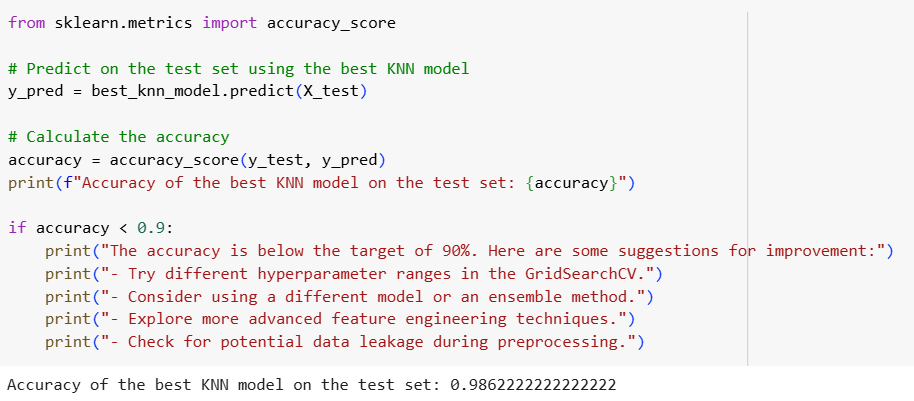 from sklearn.metrics import accuracy_score
# Predict on the test set using the best KNN model
y_pred = best_knn_model.predict(X_test)
# Calculate the accuracy
accuracy = accuracy_score(y_test, y_pred)
print(f"Accuracy of the best KNN model on the test set: {accuracy}")
if accuracy < 0.9:
    print("The accuracy is below the target of 90%. Here are some suggestions for improvement:")
    print("- Try different hyperparameter ranges in the GridSearchCV.")
    print("- Consider using a different model or an ensemble method.")
    print("- Explore more advanced feature engineering techniques.")
    print("- Check for potential data leakage during preprocessing.")
Accuracy of the best KNN model on the test set: 0.9862222222222222